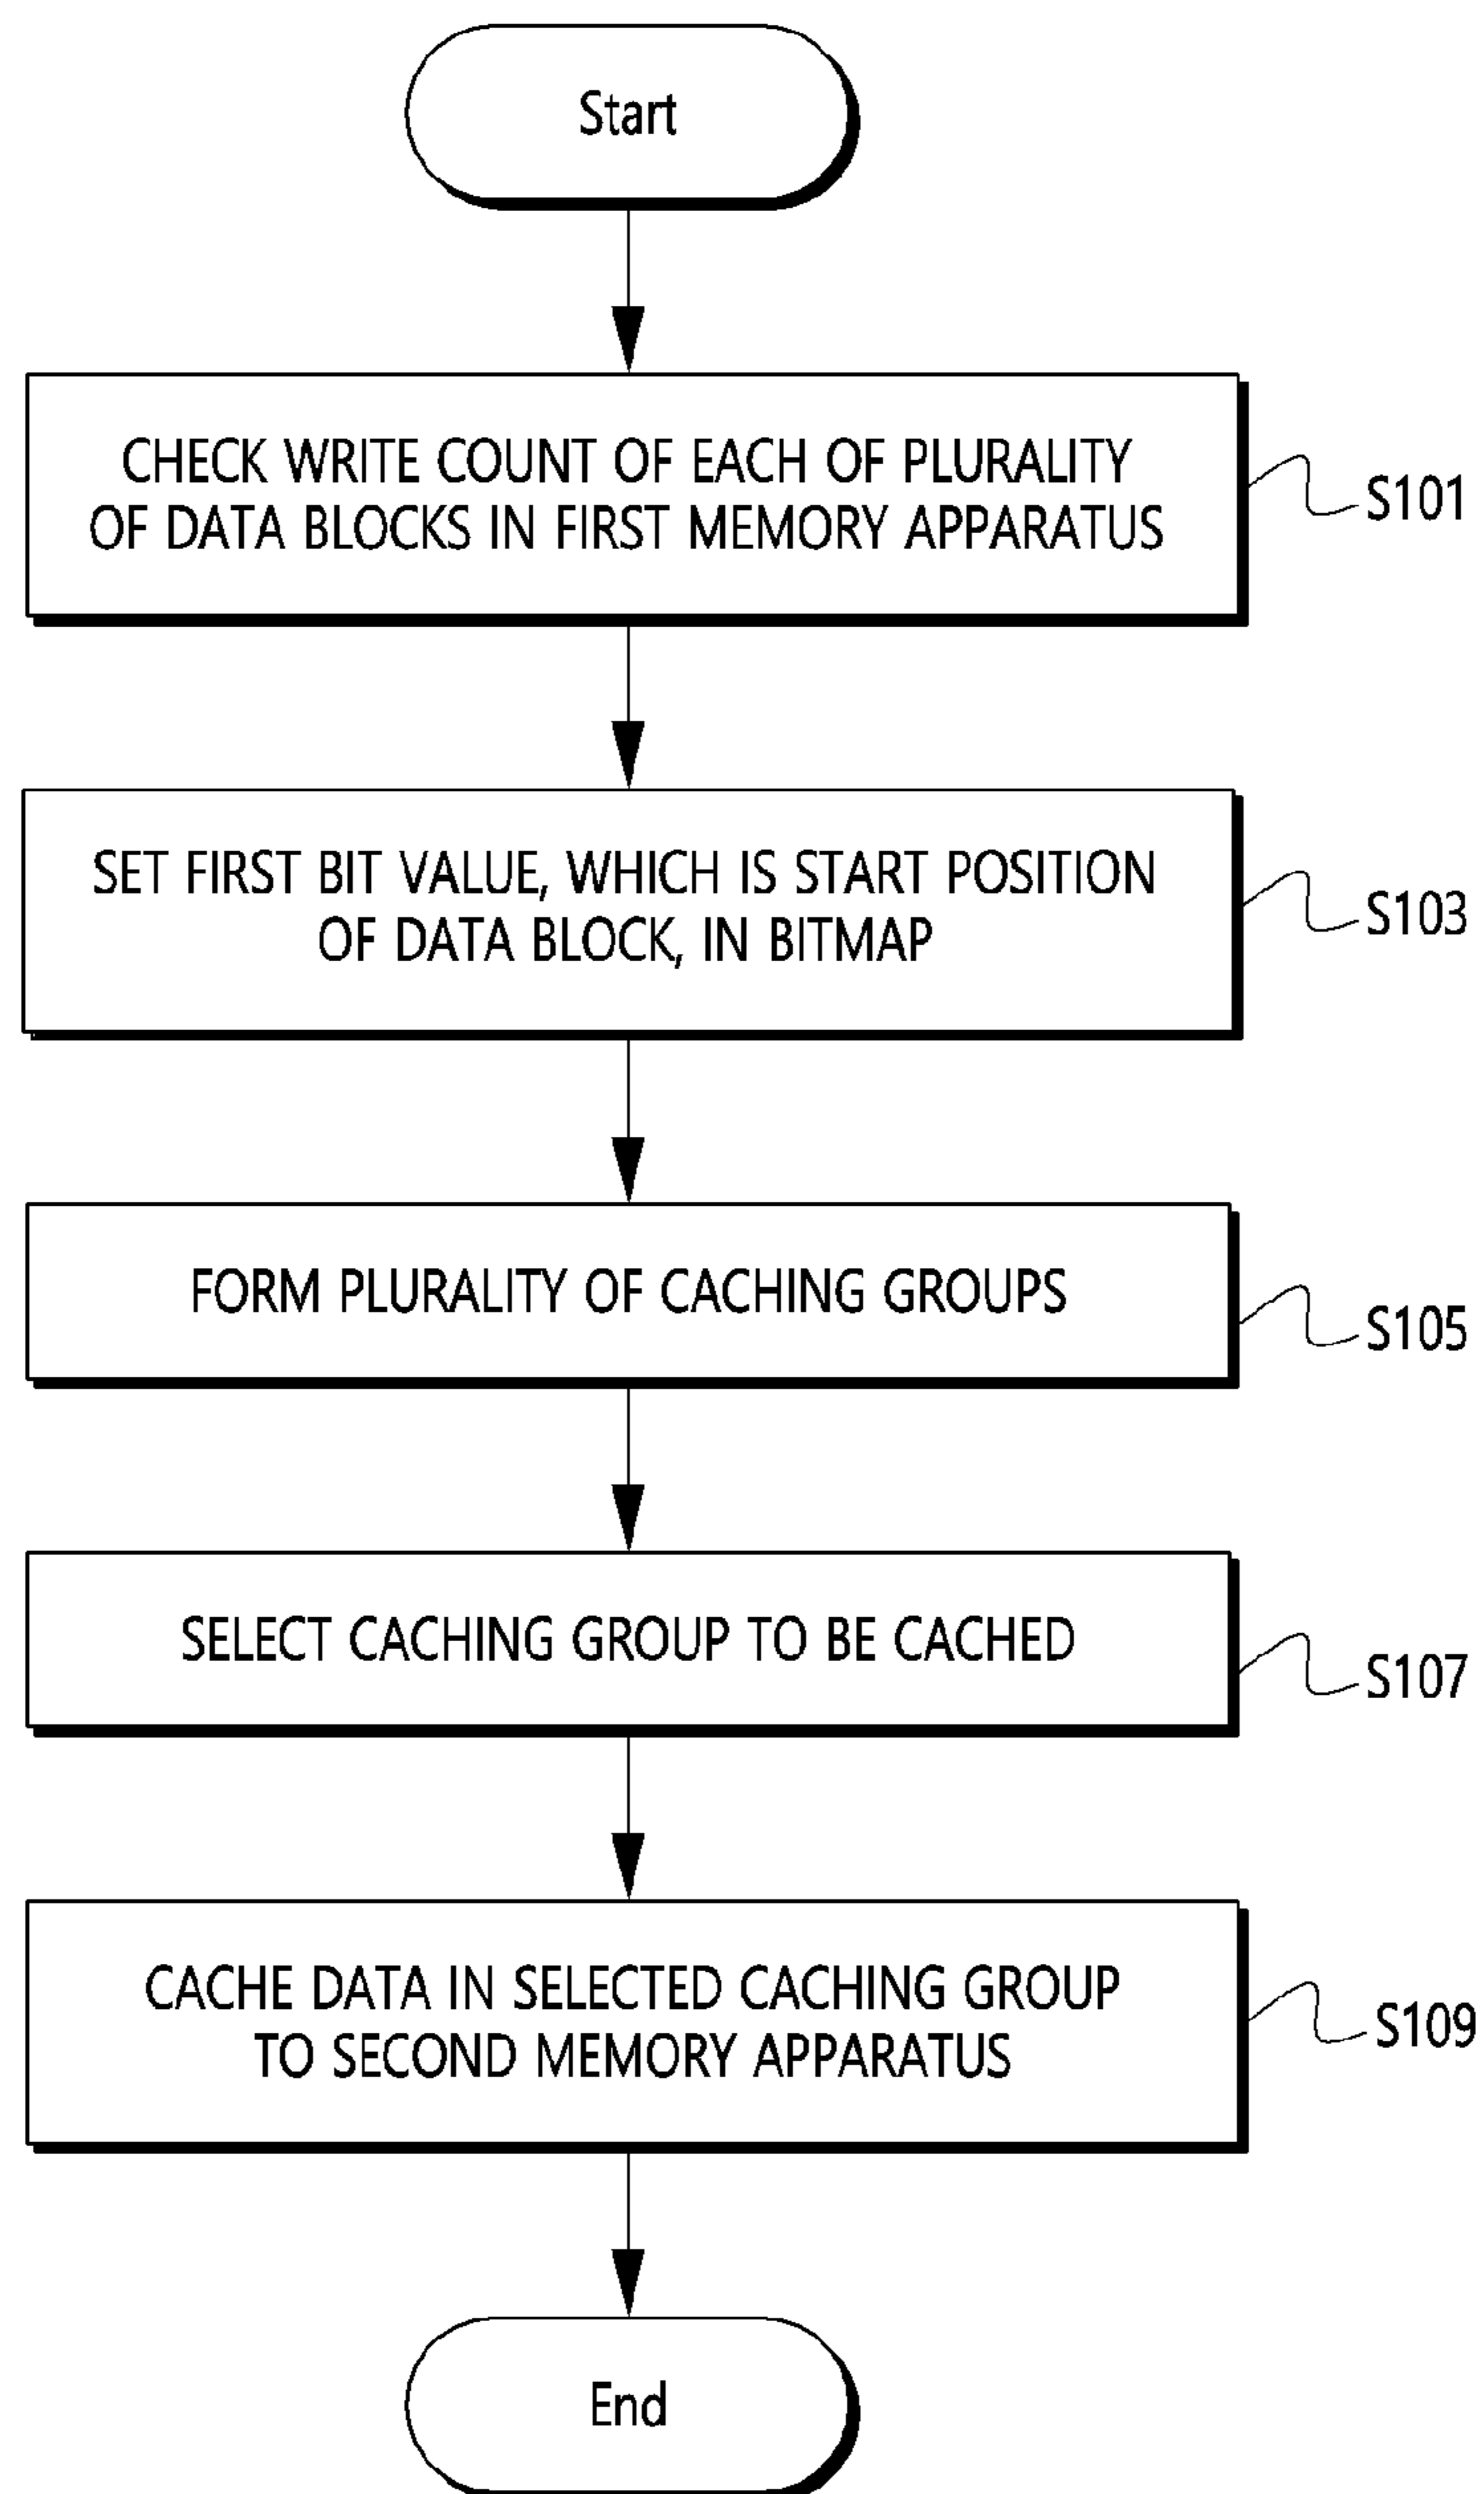 Start
CHECK WRITE COUNT OF EACH OF PLURALITY
OF DATA BLOCKS IN FIRST MEMORY APPARATUS
S101
SET FIRST BIT VALUE, WHICH IS START POSITION
OF DATA BLOCK, IN BITMAP
S103
FORM PLURALITY OF CACHING GROUPS
S105
SELECT CACHING GROUP TO BE CACHED
S107
CACHE DATA IN SELECTED CACHING GROUP
TO SECOND MEMORY APPARATUS
S109
End